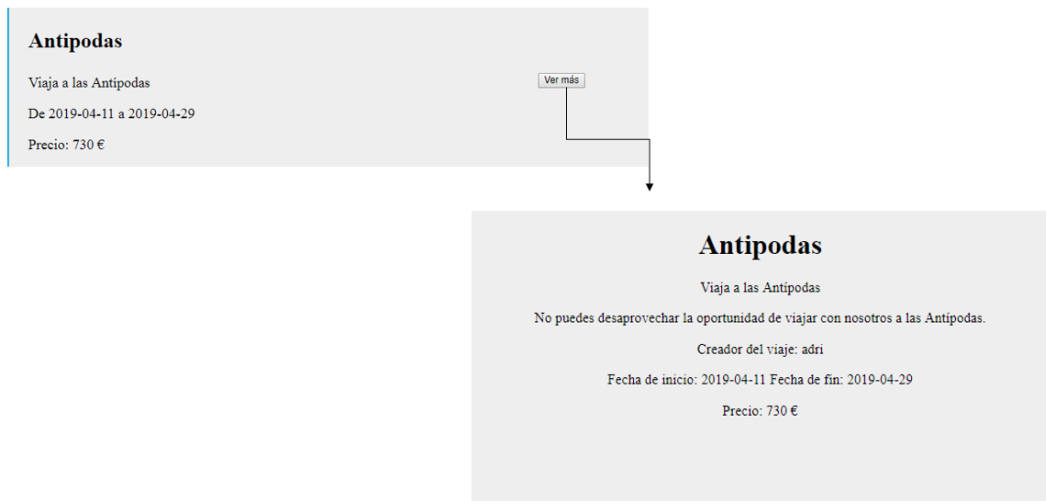 Antipodas
Viaja a las Antípodas
Ver más
De 2019-04-11 a 2019-04-29
Precio: 730 €
Antipodas
Viaja a las Antípodas
No puedes desaprovechar la oportunidad de viajar con nosotros a las Antípodas.
Creador del viaje: adri
Fecha de inicio: 2019-04-11 Fecha de fin: 2019-04-29
Precio: 730 €